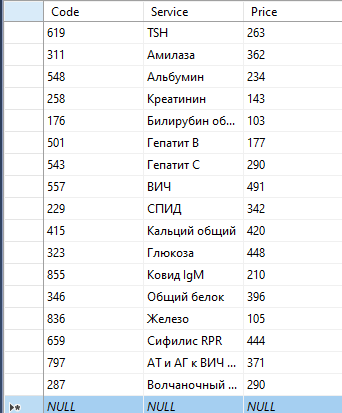 Code Service Price
619 TSH 263
311 Амилаза 362
548 Альбумин 234
258 Креатинин 143
176 Билирубин об... 103
501 Гепатит В 177
543 Гепатит С 290
557 ВИЧ 491
229 СПИД 342
415 Кальций общий 420
323 Глюкоза 448
855 Ковид IgM 210
346 Общий белок 396
836 Железо 105
659 Сифилис RPR 444
797 АТ и АГ к ВИЧ ... 371
287 Волчаночный ... 290
NULL NULL NULL